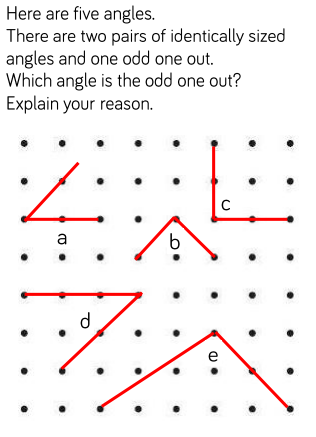 Here are five angles.
There are two pairs of identically sized
angles and one odd one out.
Which angle is the odd one out?
Explain your reason.
c
a
b
d
e